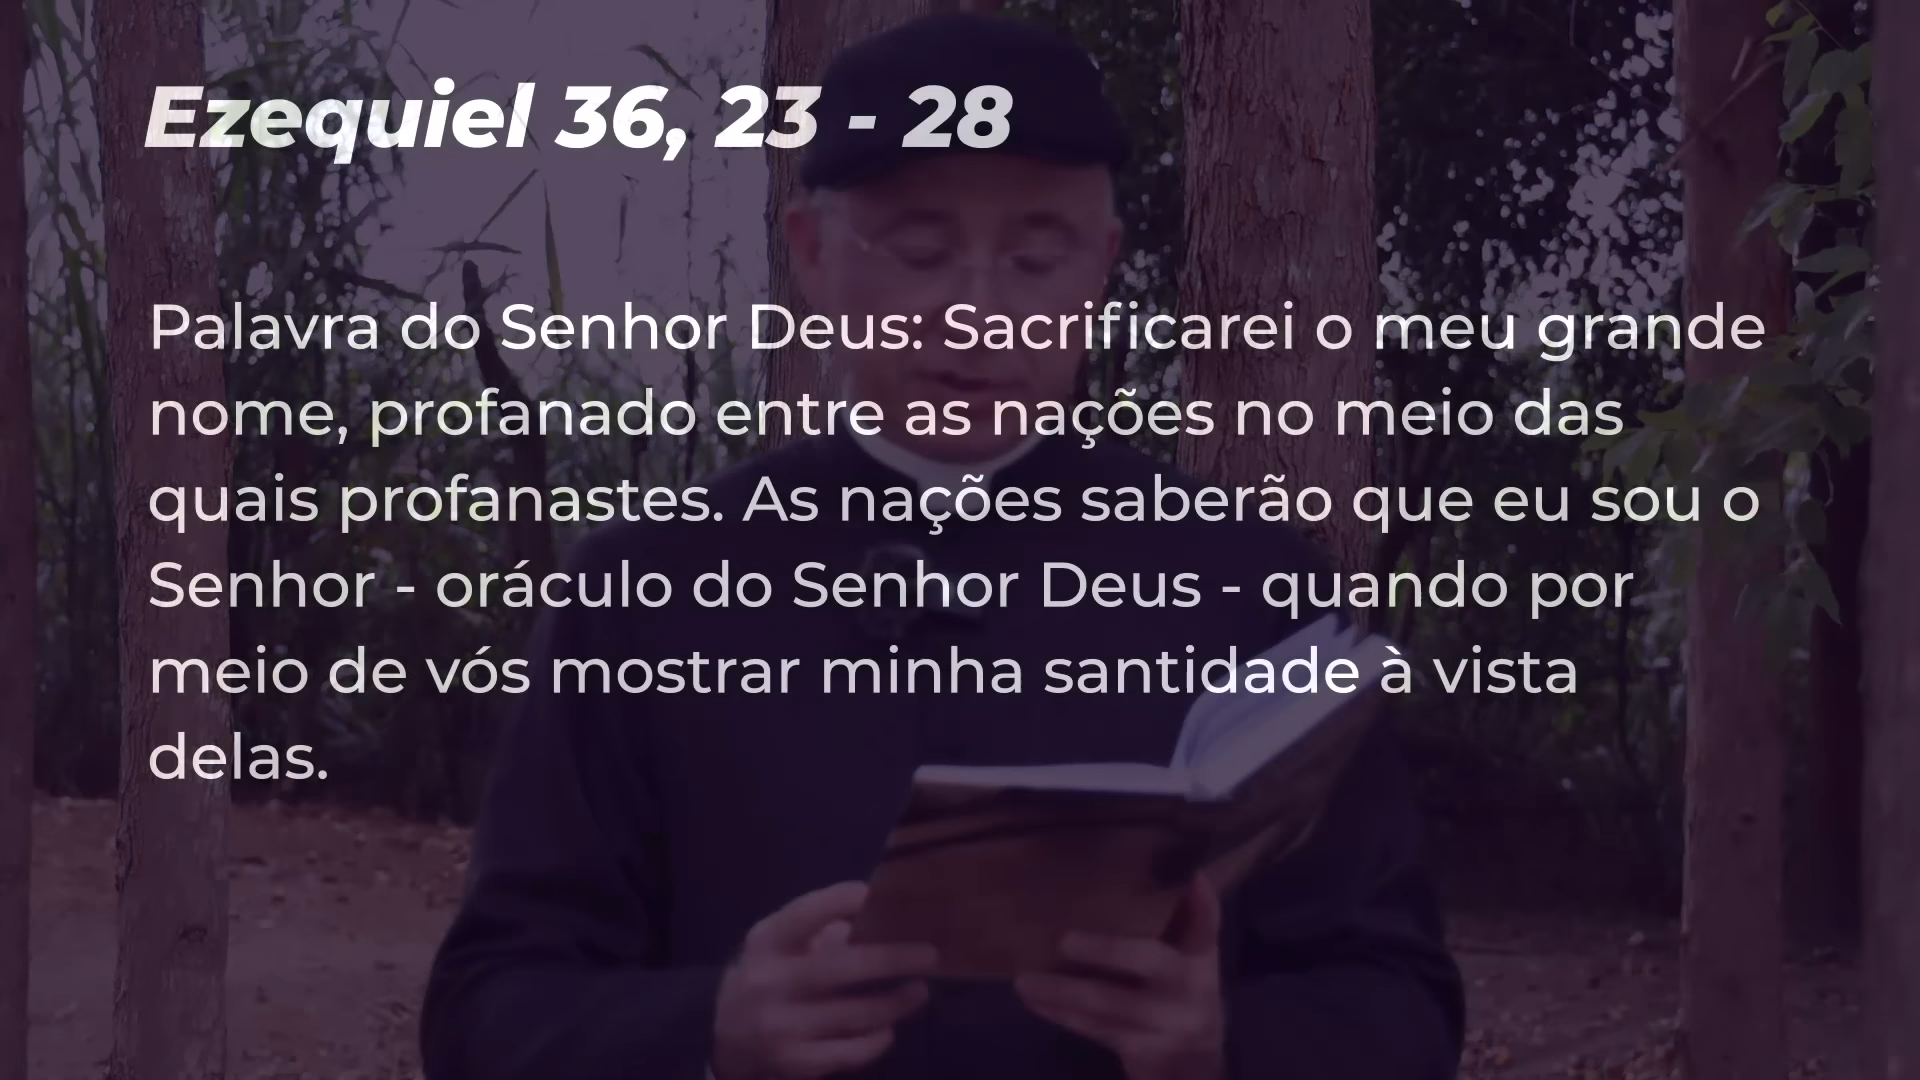 Ezequiel 36, 23 - 28
Palavra do Senhor Deus: Sacrificarei o meu grande
nome, profanado entre as nações no meio das
quais profanastes. As nações saberão que eu sou o
Senhor - oráculo do Senhor Deus - quando por
meio de vós mostrar minha santidade à vista
delas.